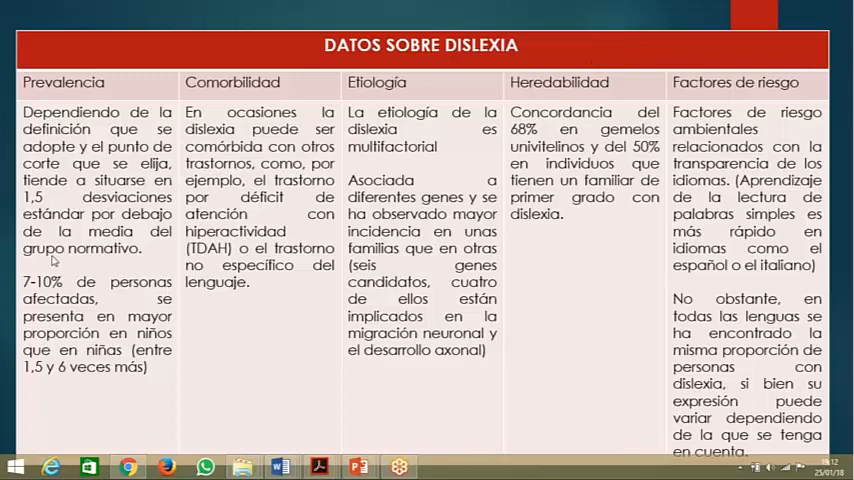 DATOS SOBRE DISLEXIA
Prevalencia
Comorbilidad
Etiología
Heredabilidad
Factores de riesgo
Dependiendo de la
definición que se
adopte y el punto de
corte que se elija,
tiende a situarse en
1,5 desviaciones
estándar por debajo
de la media del
grupo normativo.
7-10% de personas
afectadas, se
presenta en mayor
proporción en niños
que en niñas (entre
1,5 y 6 veces más)
En ocasiones la
dislexia puede ser
comórbida con otros
trastornos, como, por
ejemplo, el trastorno
por déficit de
atención con
hiperactividad
(TDAH) o el trastorno
no específico del
lenguaje.
La etiología de la
dislexia es
multifactorial
Asociada a
diferentes genes y se
ha observado mayor
incidencia en unas
familias que en otras
(seis genes
candidatos, cuatro
de ellos están
implicados en la
migración neuronal y
el desarrollo axonal)
Concordancia del
68% en gemelos
univitelinos y del 50%
en individuos que
tienen un familiar de
primer grado con
dislexia.
Factores de riesgo
ambientales
relacionados con la
transparencia de los
idiomas. (Aprendizaje
de la lectura de
palabras simples es
más rápido en
idiomas como el
español o el italiano)
No obstante, en
todas las lenguas se
ha encontrado la
misma proporción de
personas con
dislexia, si bien su
expresión puede
variar dependiendo
de la que se tenga
en cuenta.
25/01/18